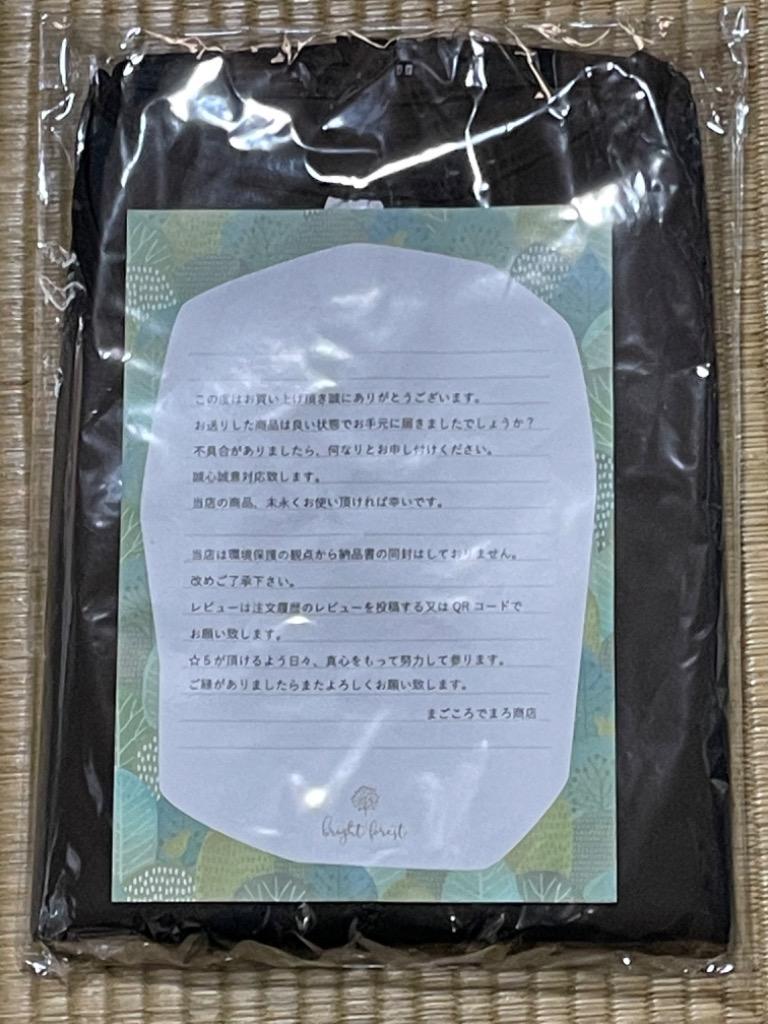 この度はお買い上げ頂き誠にありがとうございます。
お送りした商品は良い状態でお手元に届きましたでしょうか？
不具合がありましたら、何なりとお申し付けください。
誠心誠意対応致します。
当店の商品、末永くお使い頂ければ幸いです。
当店は環境保護の観点から納品書の同封はしておりません。
改めご了承下さい。
レビューは注文履歴のレビューを投稿する又はQRコードで
お願い致します。
☆５が頂けるよう日々、真心をもって努力して参ります。
ご縁がありましたらまたよろしくお願い致します。
まごころでまろ商店
bright forest